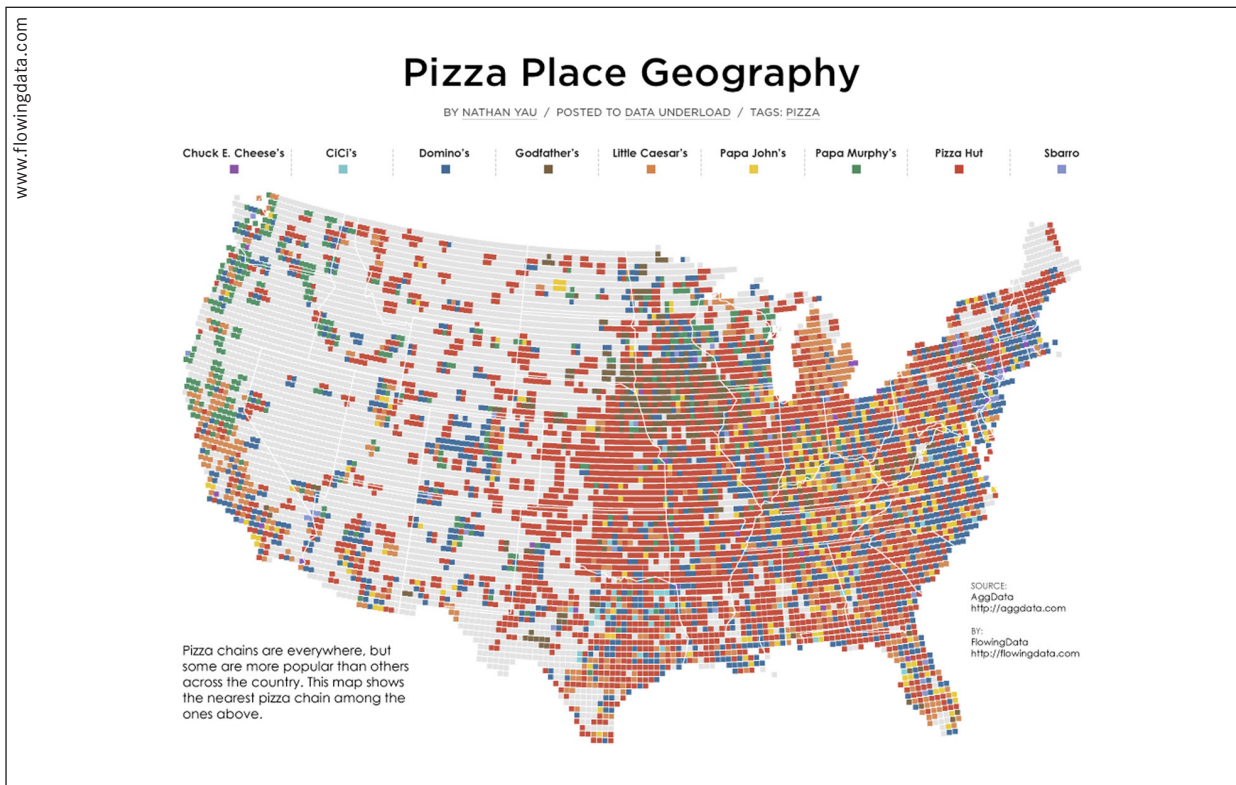 www.flowingdata.com
Pizza Place Geography
BY NATHAN YAU / POSTED TO DATA UNDERLOAD / TAGS: PIZZA
Chuck E. Cheese's CiCi's Domino's Godfather's Little Caesar's Papa John's Papa Murphy's Pizza Hut Sbarro
SOURCE:
AggData
http://aggdata.com
BY:
FlowingData
http://flowingdata.com
Pizza chains are everywhere, but
some are more popular than others
across the country. This map shows
the nearest pizza chain among the
ones above.